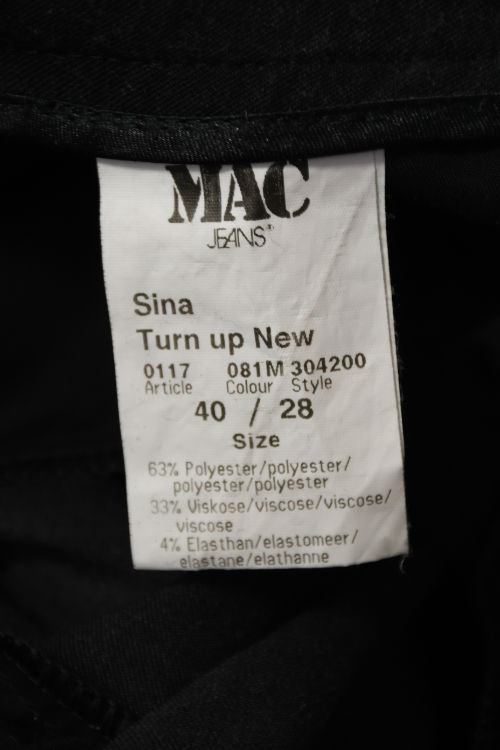 MAC
JEANS®
Sina
Turn up New
0117 081M 304200
Article Colour Style
40 / 28
Size
63% Polyester/polyester/
polyester/polyester
33% Viskose/viscose/viscose/
viscose
4% Elasthan/elastomeer/
elastane/elathanne